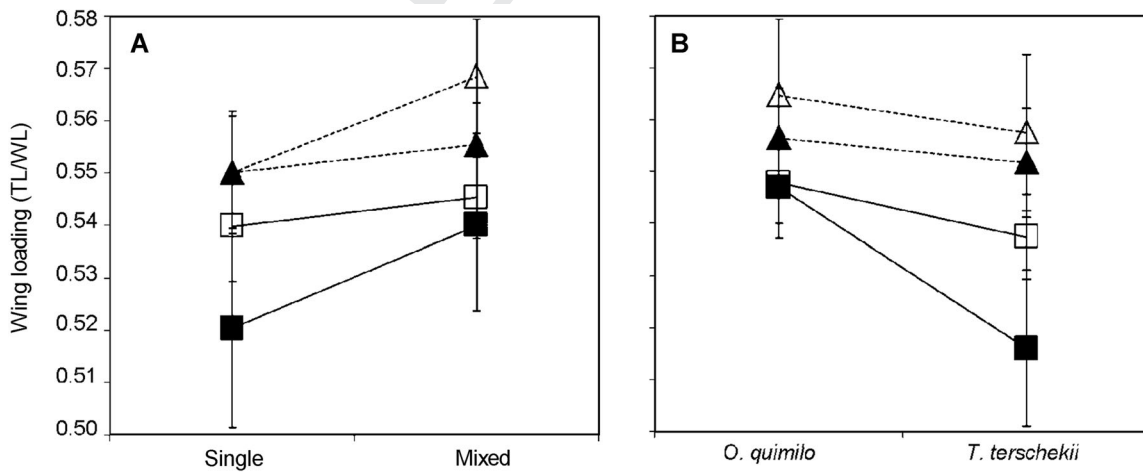 A
B
Wing loading (TL/WL)
0.58
0.57
0.56
0.55
0.54
0.53
0.52
0.51
0.50
Single
Mixed
O. quimilo
T. terschekii